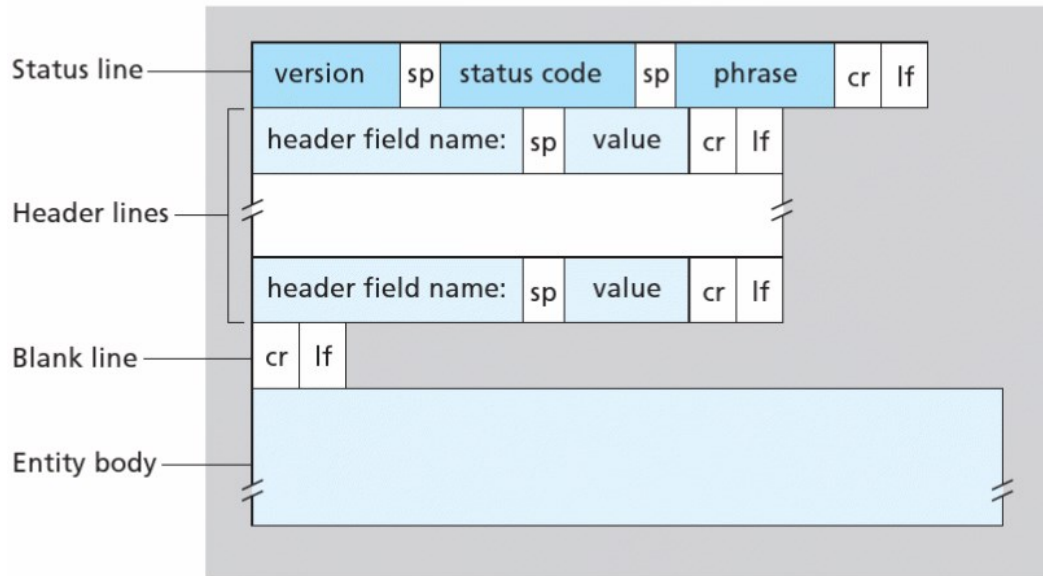 Status line
version sp status code sp phrase cr lf
header field name: sp value cr lf
Header lines
header field name: sp value cr lf
Blank line
cr lf
Entity body